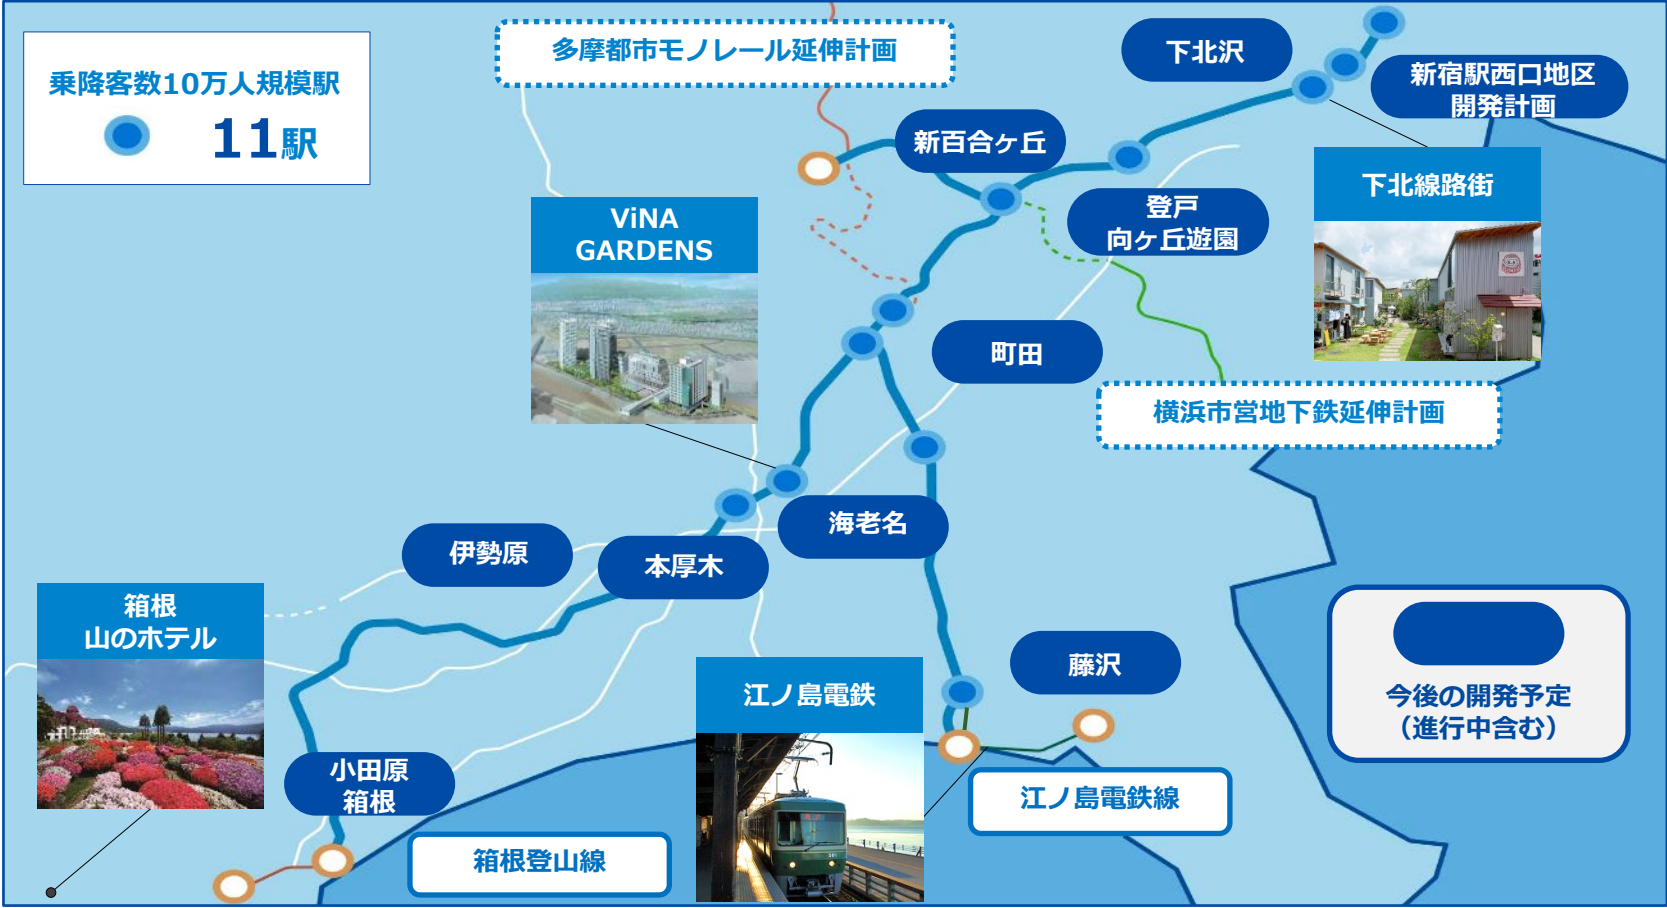 乗降客数10万人規模駅
11駅
多摩都市モノレール延伸計画
下北沢
新宿駅西口地区
開発計画
新百合ヶ丘
下北線路街
ViNA
GARDENS
登戸
向ヶ丘遊園
町田
横浜市営地下鉄延伸計画
海老名
伊勢原
本厚木
箱根
山のホテル
藤沢
江ノ島電鉄
今後の開発予定
（進行中含む）
小田原
箱根
江ノ島電鉄線
箱根登山線